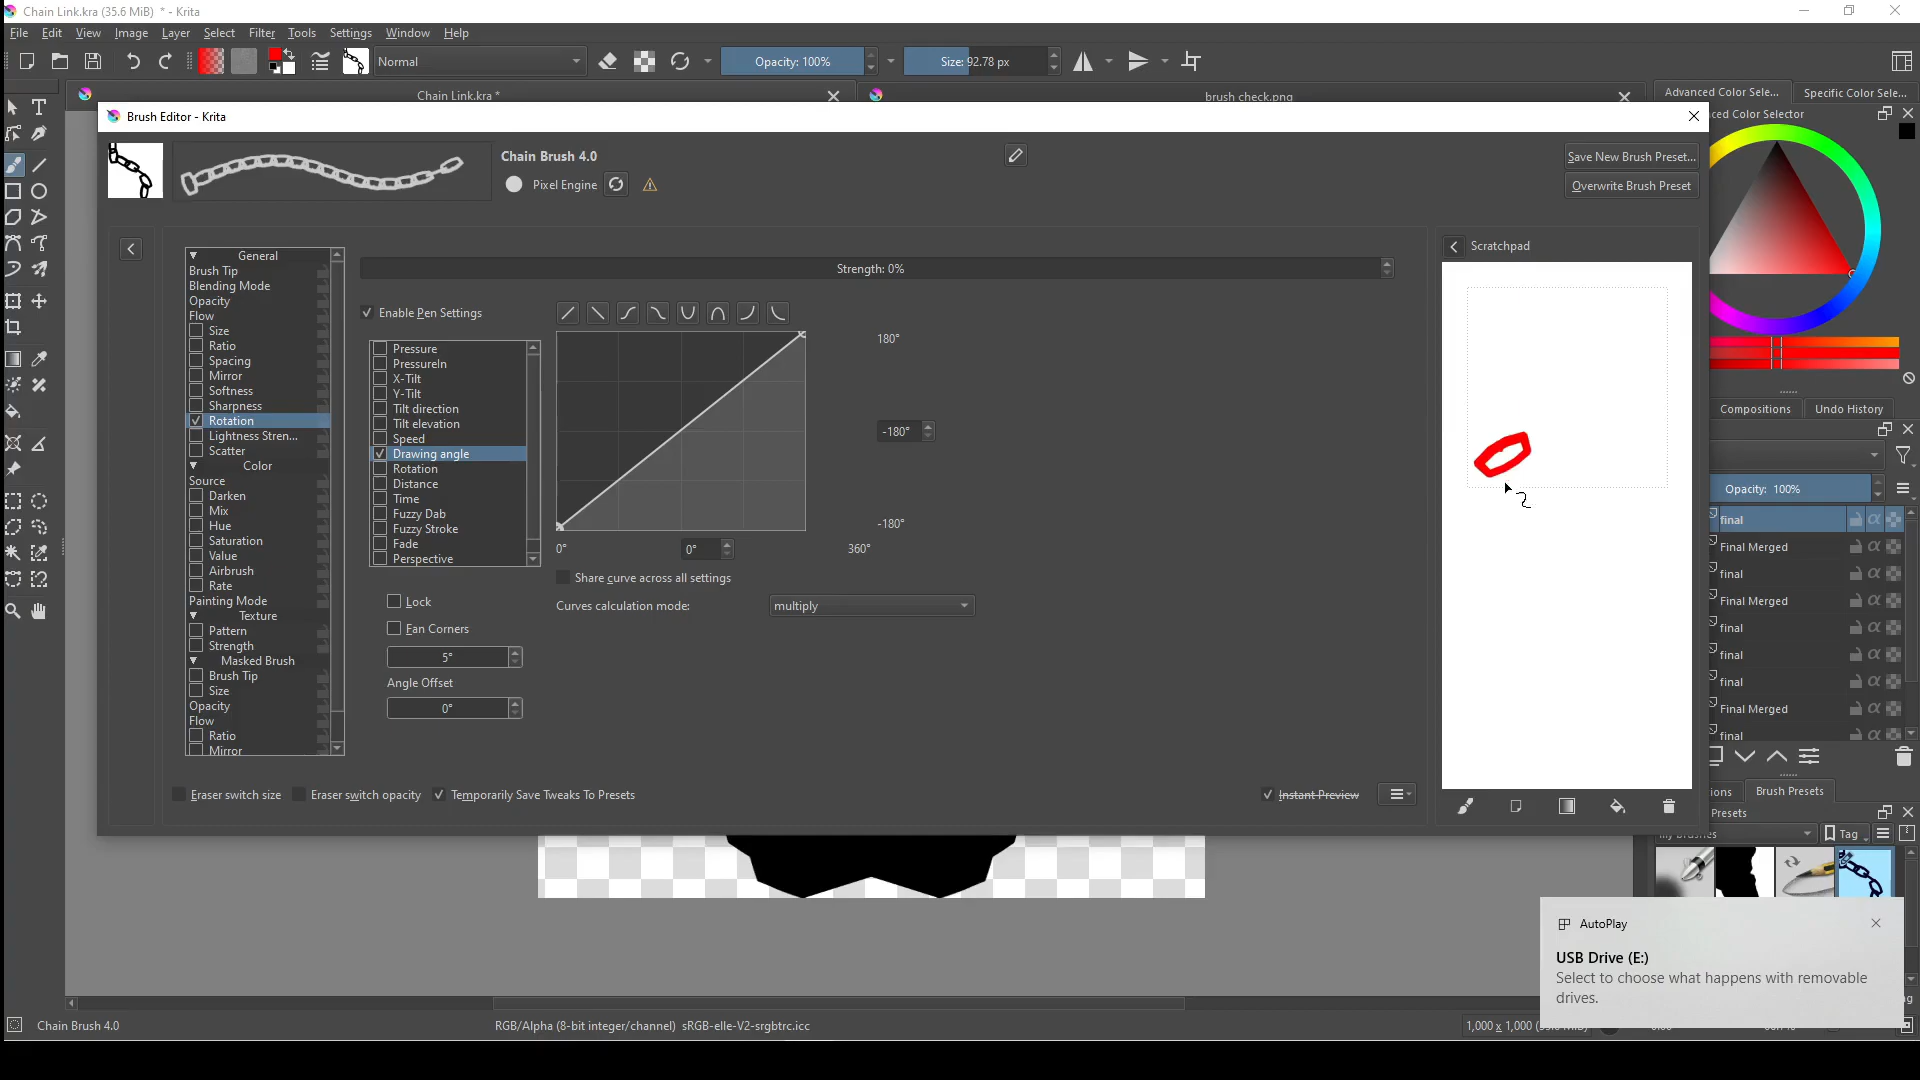 Chain Link.kra (35.6 MiB) * - Krita
File Edit View Image Layer Select Filter Tools Settings Window Help
Normal
Opacity: 100%
Size: 92.78 px
Chain Link.kra *
brush check.png
Advanced Color Sele...
Specific Color Sele...
Brush Editor - Krita
ced Color Selector
Chain Brush 4.0
Save New Brush Preset...
Pixel Engine
Overwrite Brush Preset
Scratchpad
General
Brush Tip
Blending Mode
Opacity
Flow
Size
Ratio
Spacing
Mirror
Softness
Sharpness
Rotation
Lightness Stren...
Scatter
Color
Source
Darken
Mix
Hue
Saturation
Value
Airbrush
Rate
Painting Mode
Texture
Pattern
Strength
Masked Brush
Brush Tip
Size
Opacity
Flow
Ratio
Mirror
Strength: 0%
Enable Pen Settings
Pressure
PressureIn
X-Tilt
Y-Tilt
Tilt direction
Tilt elevation
Speed
Drawing angle
Rotation
Distance
Time
Fuzzy Dab
Fuzzy Stroke
Fade
Perspective
180°
-180°
-180°
0°
0°
360°
Share curve across all settings
Curves calculation mode:
multiply
Lock
Fan Corners
5°
Angle Offset
0°
Eraser switch size
Eraser switch opacity
Temporarily Save Tweaks To Presets
Instant Preview
Compositions
Undo History
Opacity: 100%
final
Final Merged
final
Final Merged
final
final
final
Final Merged
final
ions
Brush Presets
Presets
Tag
AutoPlay
USB Drive (E:)
Select to choose what happens with removable
drives.
Chain Brush 4.0
RGB/Alpha (8-bit integer/channel) sRGB-elle-V2-srgbtrc.icc
1,000 x 1,000